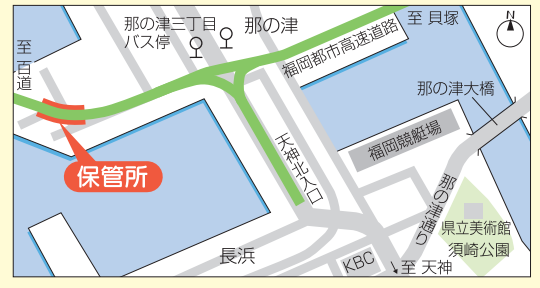 那の津三丁目
バス停
那の津
至 貝塚
N
至
百
道
福岡都市高速道路
那の津大橋
福岡競艇場
保管所
天神北入口
那の津通り
県立美術館
須崎公園
長浜
KBC
至 天神